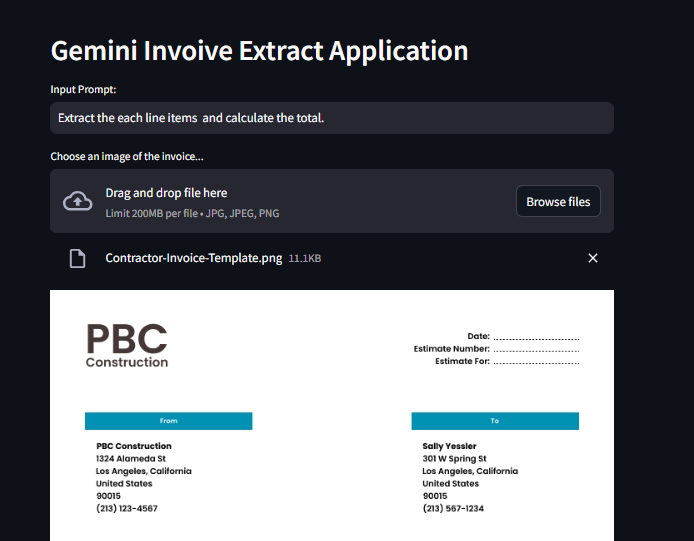 Gemini Invoive Extract Application
Input Prompt:
Extract the each line items and calculate the total.
Choose an image of the invoice...
Drag and drop file here
Limit 200MB per file • JPG, JPEG, PNG
Browse files
Contractor-Invoice-Template.png 11.1KB
PBC
Construction
Date:
Estimate Number:
Estimate For:
From
To
PBC Construction
1324 Alameda St
Los Angeles, California
United States
90015
(213) 123-4567
Sally Yessler
301 W Spring St
Los Angeles, California
United States
90015
(213) 567-1234